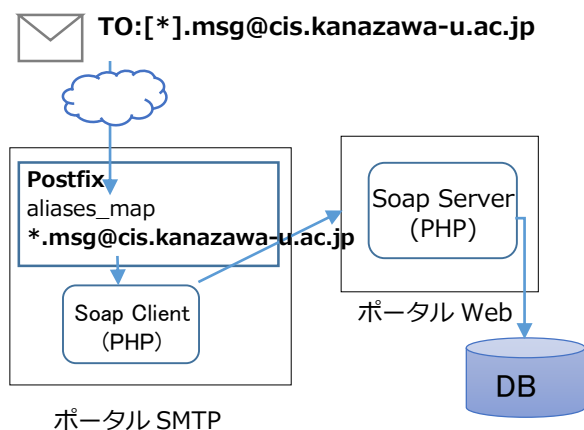 TO:[*].msg@cis.kanazawa-u.ac.jp
Postfix
aliases_map
*.msg@cis.kanazawa-u.ac.jp
Soap Client
(PHP)
ポータル SMTP
Soap Server
(PHP)
ポータル Web
DB